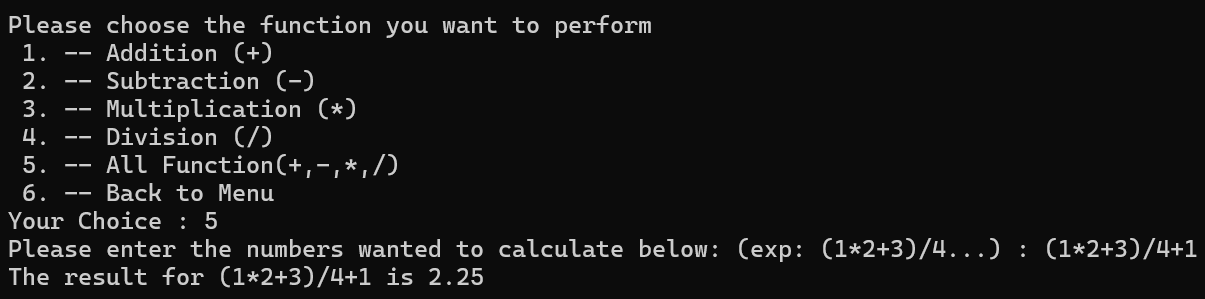 Please choose the function you want to perform
 1. -- Addition (+)
 2. -- Subtraction (-)
 3. -- Multiplication (*)
 4. -- Division (/)
 5. -- All Function(+,-,*,/)
 6. -- Back to Menu
Your Choice : 5
Please enter the numbers wanted to calculate below: (exp: (1*2+3)/4...) : (1*2+3)/4+1
The result for (1*2+3)/4+1 is 2.25